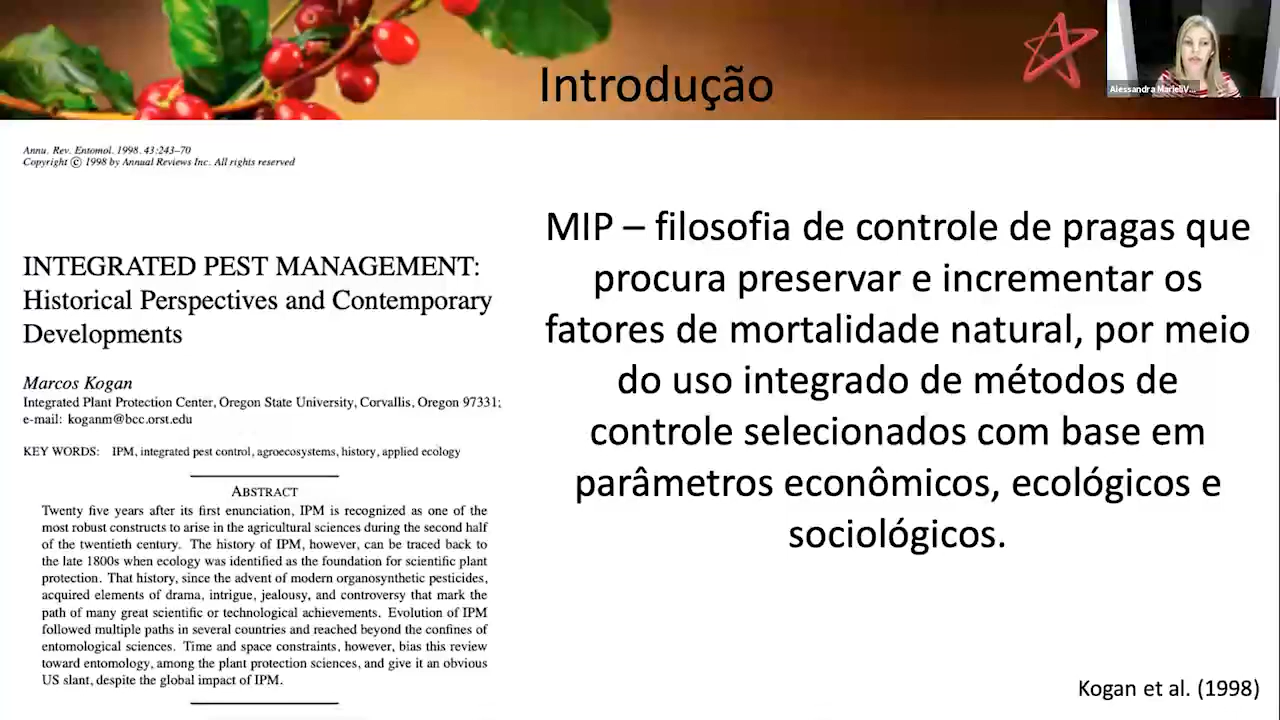 Introdução
Alessandra MarieliV...
Annu. Rev. Entomol. 1998. 43:243–70
Copyright © 1998 by Annual Reviews Inc. All rights reserved
INTEGRATED PEST MANAGEMENT:
Historical Perspectives and Contemporary
Developments
Marcos Kogan
Integrated Plant Protection Center, Oregon State University, Corvallis, Oregon 97331;
e-mail: koganm@bcc.orst.edu
KEY WORDS: IPM, integrated pest control, agroecosystems, history, applied ecology
ABSTRACT
Twenty five years after its first enunciation, IPM is recognized as one of the
most robust constructs to arise in the agricultural sciences during the second half
of the twentieth century. The history of IPM, however, can be traced back to
the late 1800s when ecology was identified as the foundation for scientific plant
protection. That history, since the advent of modern organosynthetic pesticides,
acquired elements of drama, intrigue, jealousy, and controversy that mark the
path of many great scientific or technological achievements. Evolution of IPM
followed multiple paths in several countries and reached beyond the confines of
entomological sciences. Time and space constraints, however, bias this review
toward entomology, among the plant protection sciences, and give it an obvious
US slant, despite the global impact of IPM.
MIP – filosofia de controle de pragas que
procura preservar e incrementar os
fatores de mortalidade natural, por meio
do uso integrado de métodos de
controle selecionados com base em
parâmetros econômicos, ecológicos e
sociológicos.
Kogan et al. (1998)